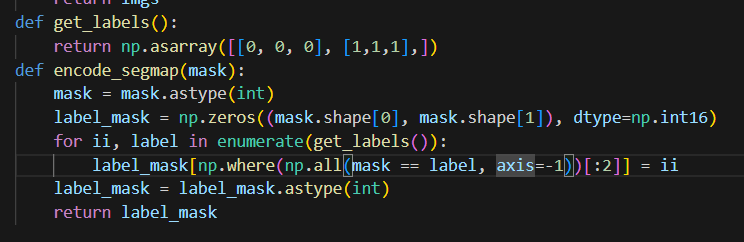 return imgs
def get_labels():
    return np.asarray([[0, 0, 0], [1,1,1],])
def encode_segmap(mask):
    mask = mask.astype(int)
    label_mask = np.zeros((mask.shape[0], mask.shape[1]), dtype=np.int16)
    for ii, label in enumerate(get_labels()):
        label_mask[np.where(np.all(mask == label, axis=-1))[:2]] = ii
    label_mask = label_mask.astype(int)
    return label_mask